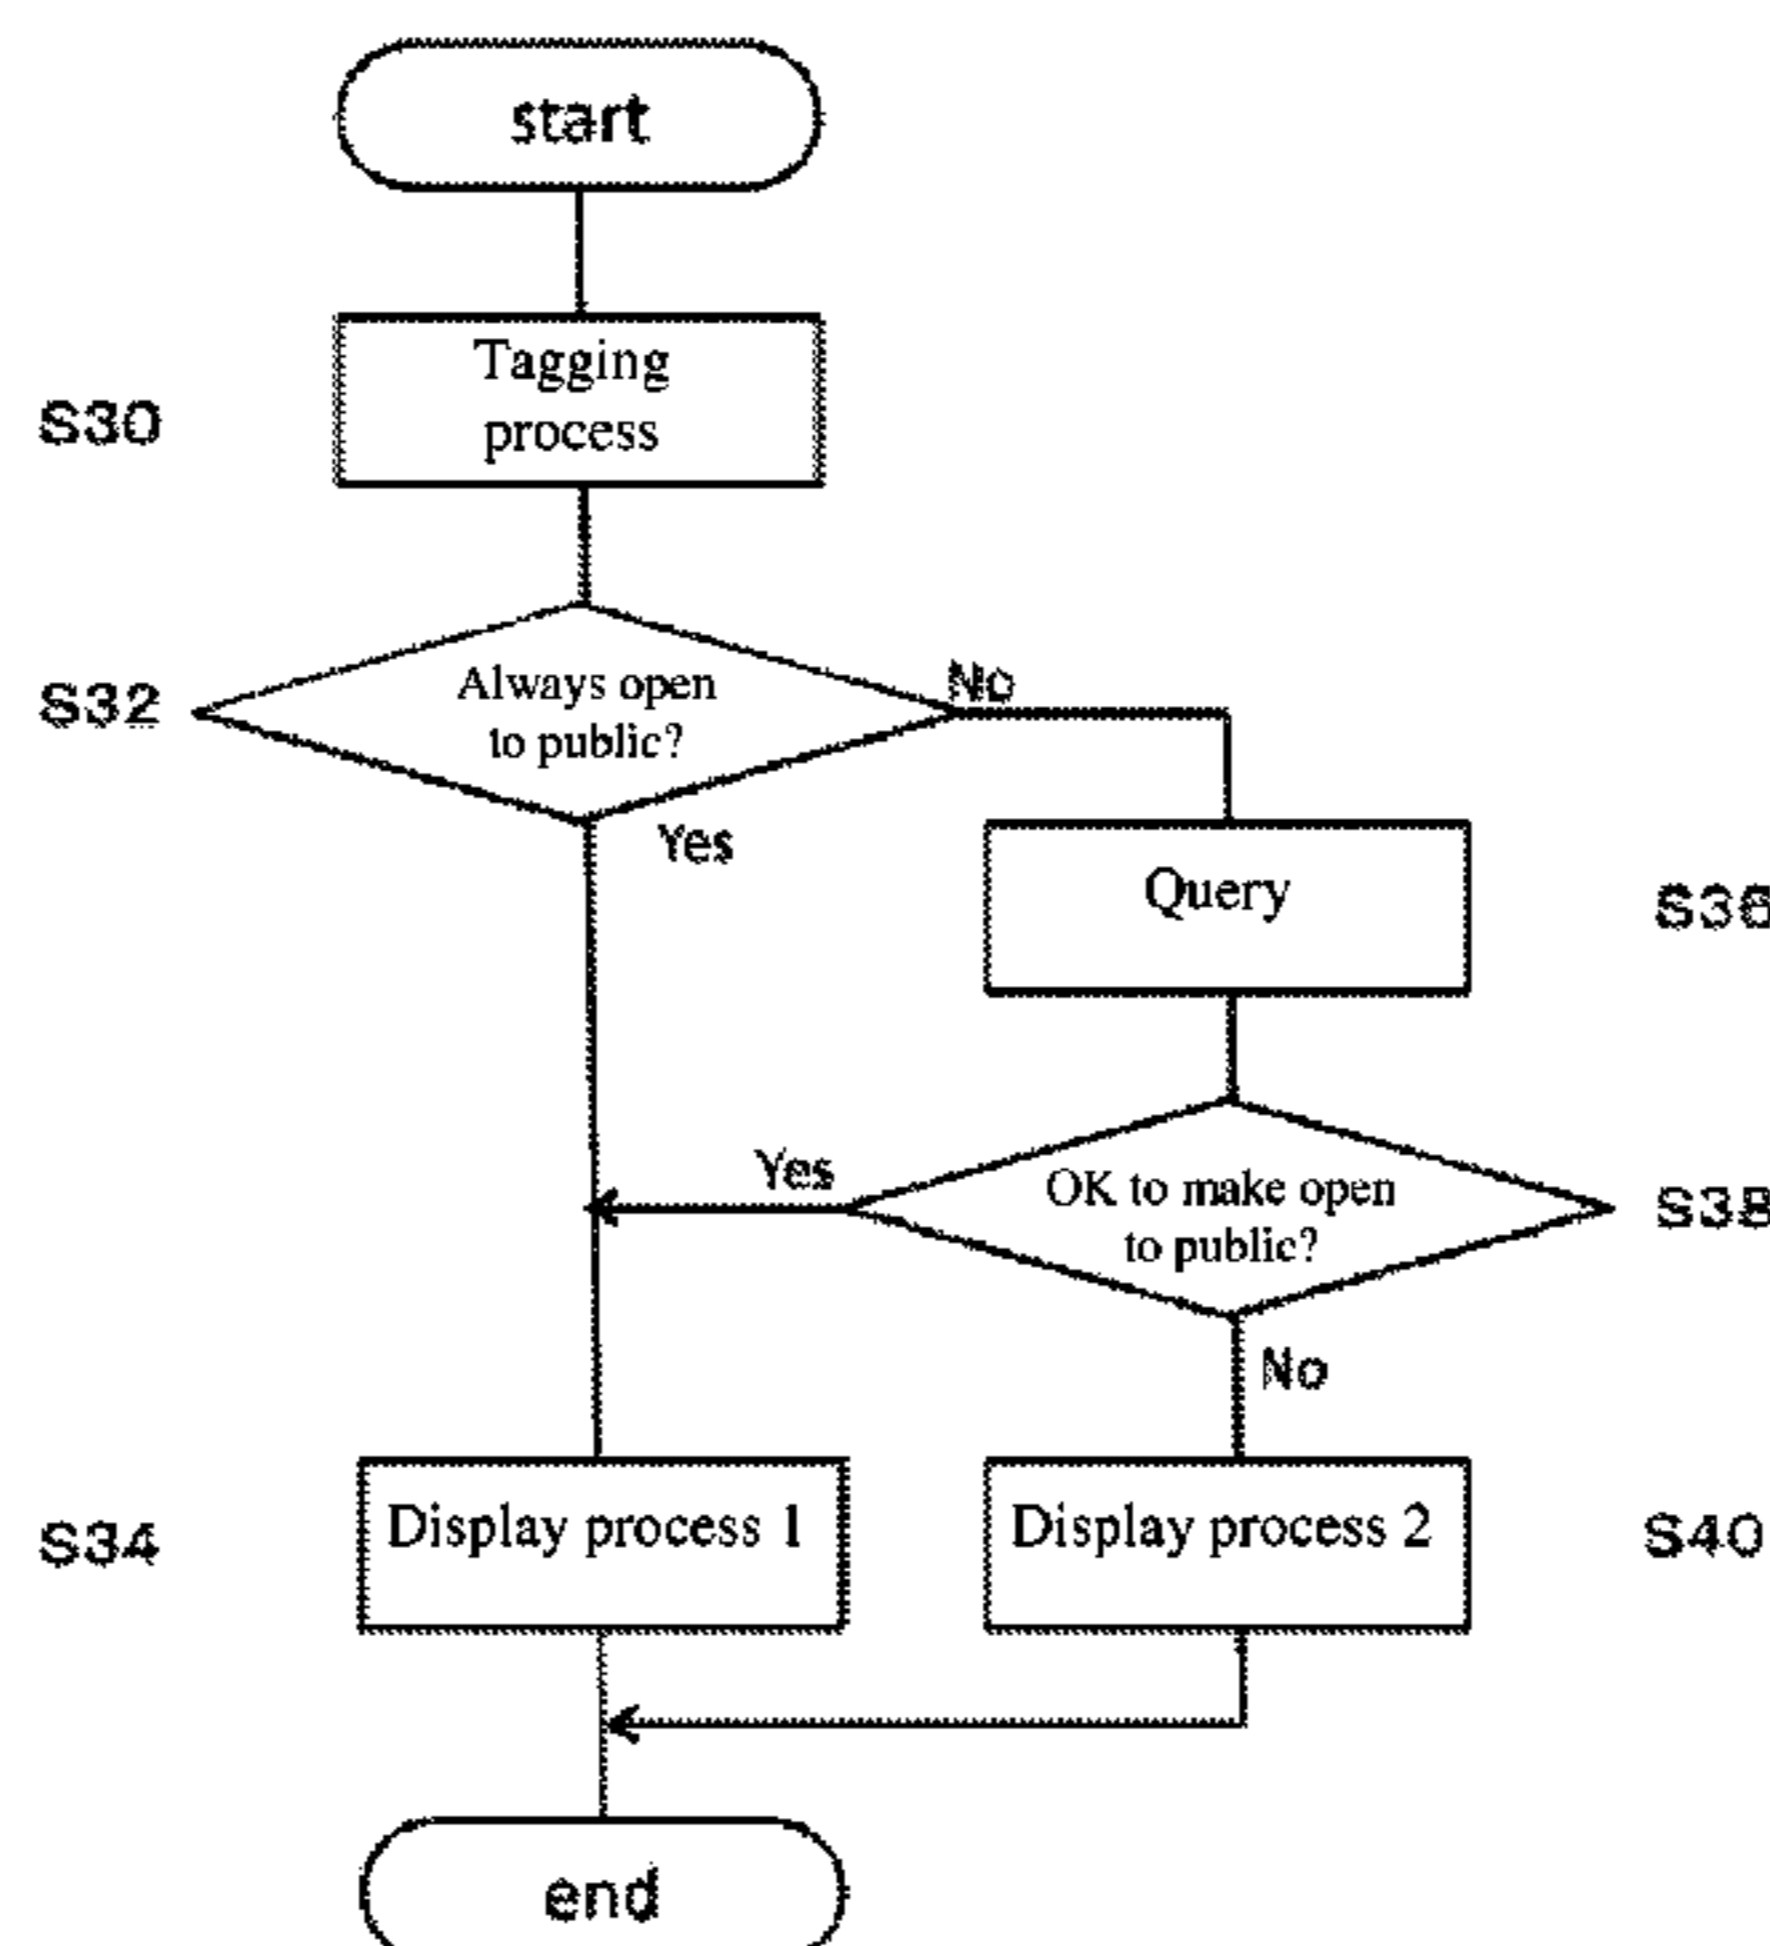 start
Tagging
process
S30
Always open
to public?
S32
No
Yes
Query
S36
Yes
OK to make open
to public?
S38
No
Display process 1
S34
Display process 2
S40
end